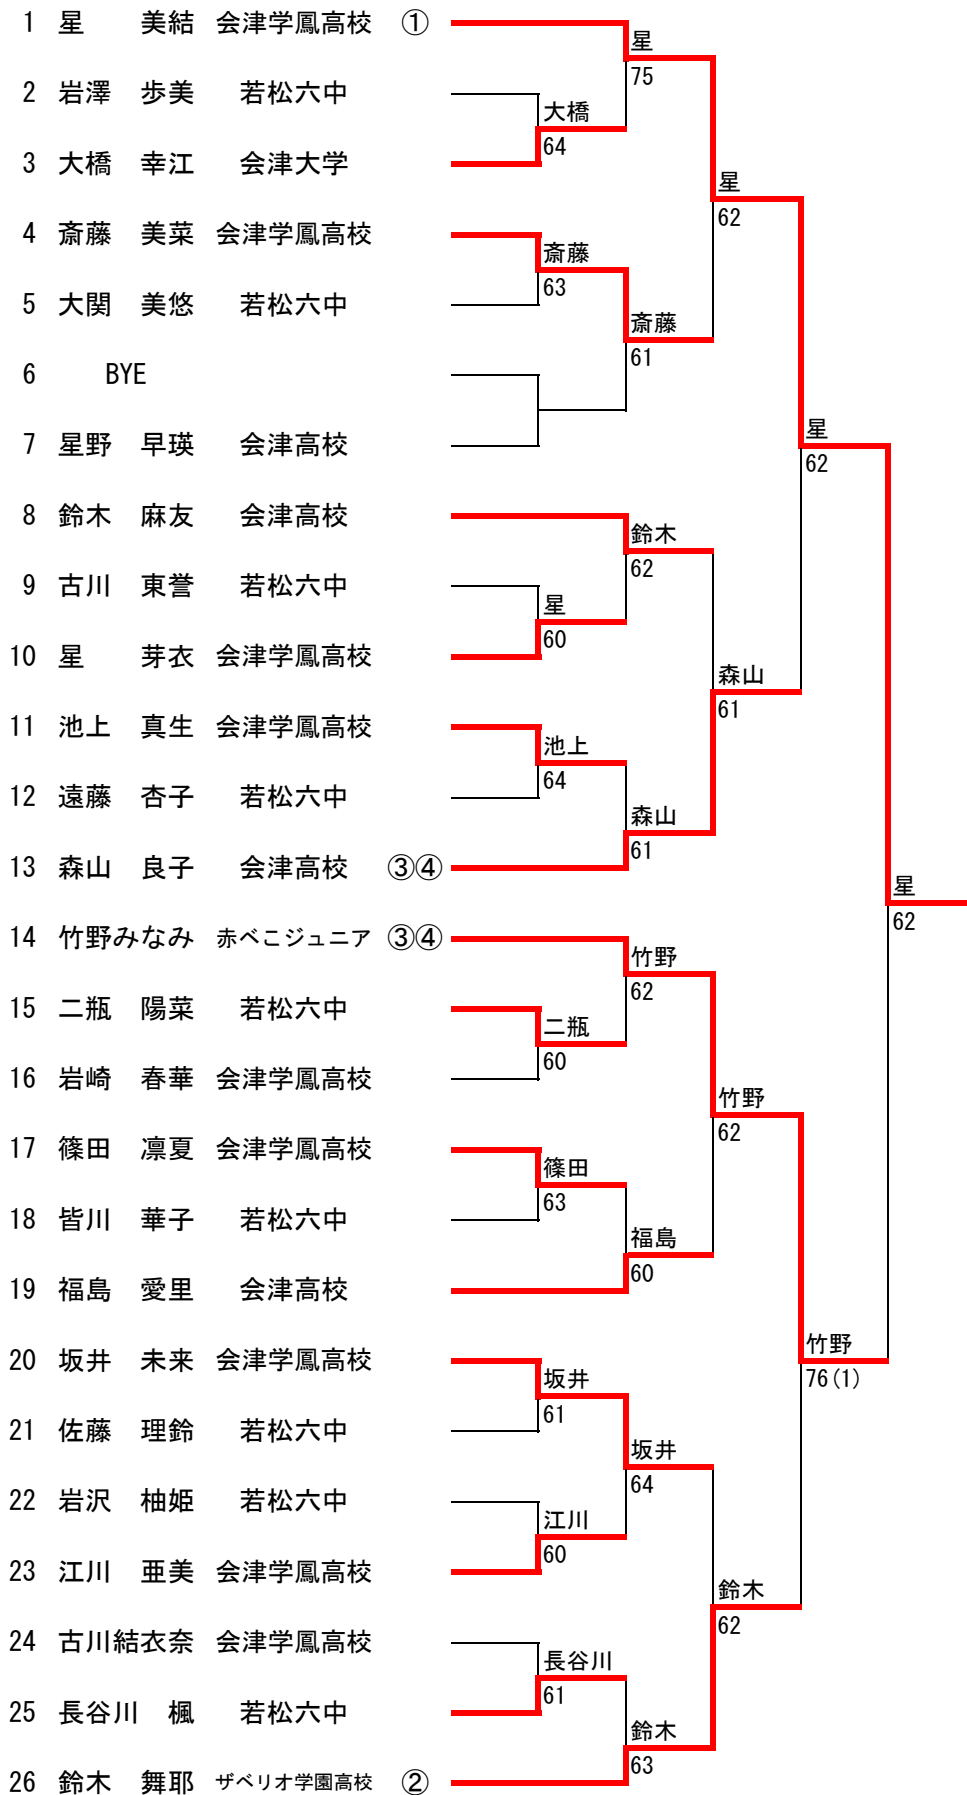 1 星　　美結 会津学鳳高校 ①
星
75
2 岩澤　歩美 若松六中
大橋
64
3 大橋　幸江 会津大学
星
62
4 斎藤　美菜 会津学鳳高校
斎藤
63
5 大関　美悠 若松六中
斎藤
61
6 BYE
7 星野　早瑛 会津高校
星
62
8 鈴木　麻友 会津高校
鈴木
62
9 古川　東誉 若松六中
星
60
10 星　　芽衣 会津学鳳高校
森山
61
11 池上　真生 会津学鳳高校
池上
64
12 遠藤　杏子 若松六中
森山
61
13 森山　良子 会津高校 ③④
星
62
14 竹野みなみ 赤べこジュニア ③④
竹野
62
15 二瓶　陽菜 若松六中
二瓶
60
16 岩崎　春華 会津学鳳高校
竹野
62
17 篠田　凛夏 会津学鳳高校
篠田
63
18 皆川　華子 若松六中
福島
60
19 福島　愛里 会津高校
竹野
76(1)
20 坂井　未来 会津学鳳高校
坂井
61
21 佐藤　理鈴 若松六中
坂井
64
22 岩沢　柚姫 若松六中
江川
60
23 江川　亜美 会津学鳳高校
鈴木
62
24 古川結衣奈 会津学鳳高校
長谷川
61
25 長谷川　楓 若松六中
鈴木
63
26 鈴木　舞耶 ザベリオ学園高校 ②